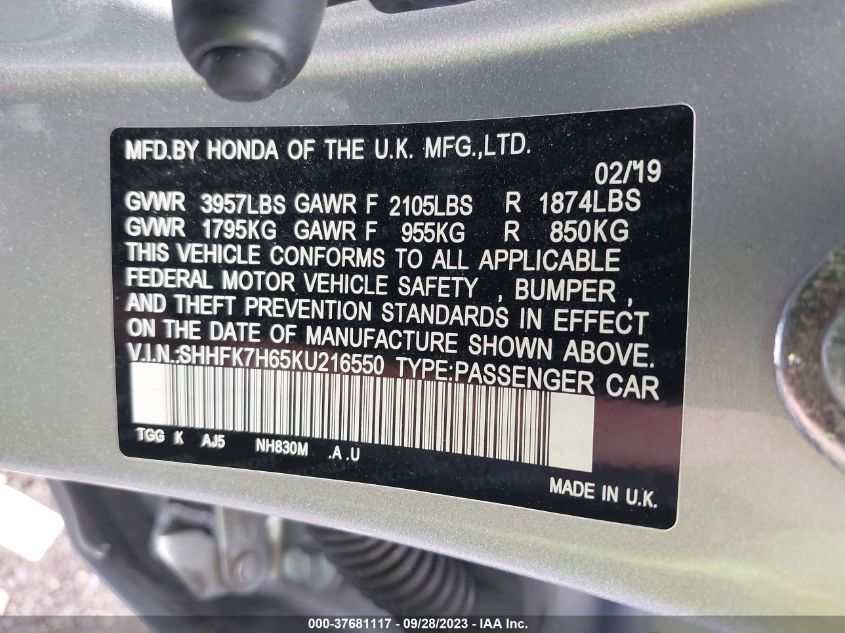 MFD.BY HONDA OF THE U.K. MFG.,LTD.
02/'19
GVWR 3957LBS GAWR F 2105LBS R 1874LBS
GVWR 1795KG GAWR F 955KG R 850KG
THIS VEHICLE CONFORMS TO ALL APPLICABLE
FEDERAL MOTOR VEHICLE SAFETY , BUMPER ,
AND THEFT PREVENTION STANDARDS IN EFFECT
ON THE DATE OF MANUFACTURE SHOWN ABOVE.
V.I.N.:SHHFK7H65KU216550 TYPE:PASSENGER CAR
TGG K AJ5 NH830M .A .U
MADE IN U.K.
000-37681117 | 09/28/2023 | IAA Inc.